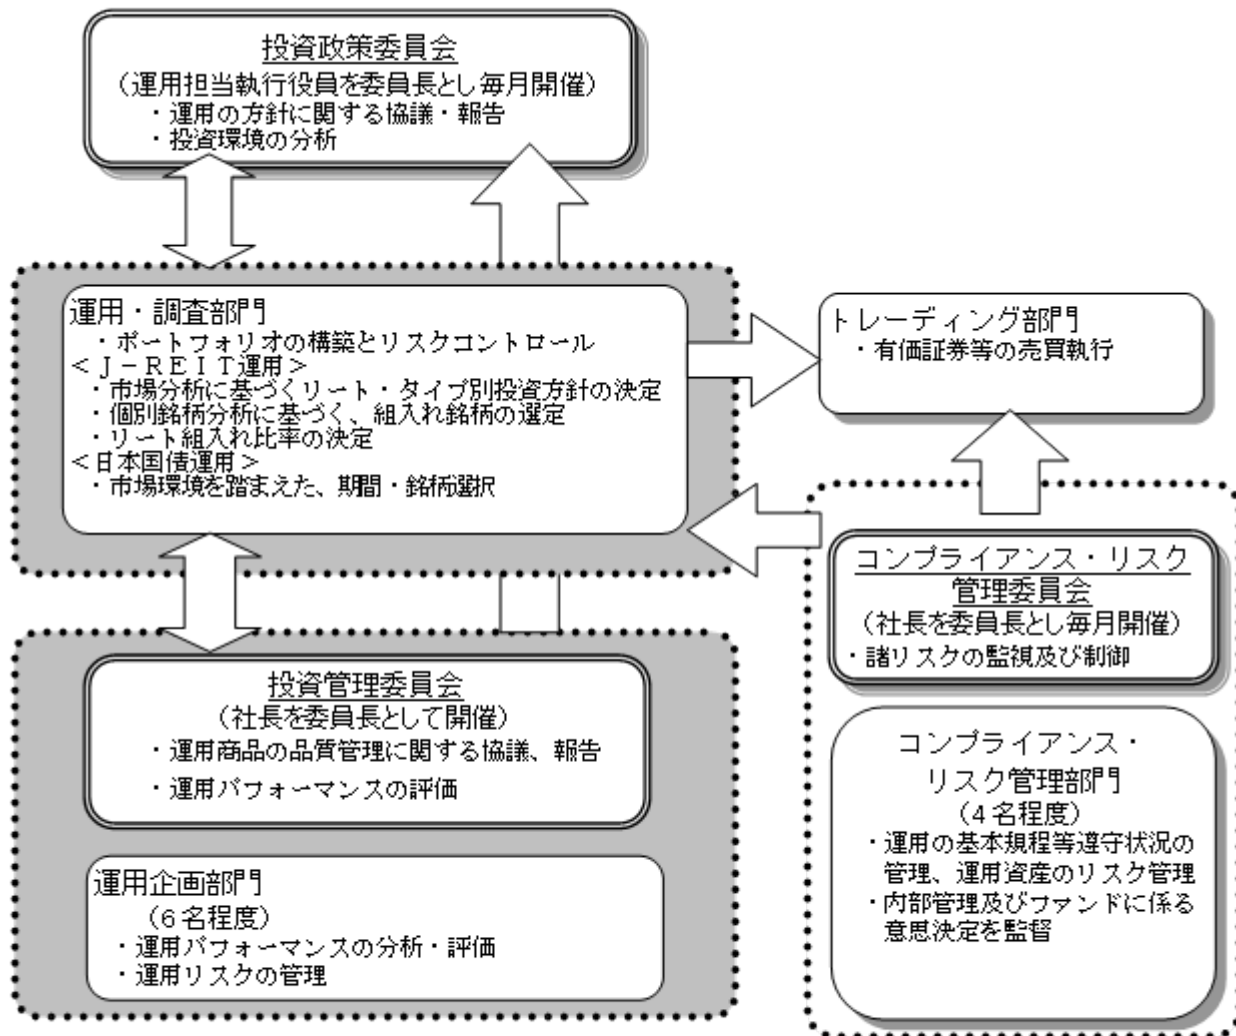 投資政策委員会
（運用担当執行役員を委員長とし毎月開催）
・運用の方針に関する協議・報告
・投資環境の分析
運用・調査部門
・ポートフォリオの構築とリスクコントロール
＜Ｊ－ＲＥＩＴ運用＞
・市場分析に基づくリート・タイプ別投資方針の決定
・個別銘柄分析に基づく、組入れ銘柄の選定
・リート組入れ比率の決定
＜日本国債運用＞
・市場環境を踏まえた、期間・銘柄選択
トレーディング部門
・有価証券等の売買執行
コンプライアンス・リスク
管理委員会
（社長を委員長とし毎月開催）
・諸リスクの監視及び制御
コンプライアンス・
リスク管理部門
（４名程度）
・運用の基本規程等遵守状況の
管理、運用資産のリスク管理
・内部管理及びファンドに係る
意思決定を監督
投資管理委員会
（社長を委員長として開催）
・運用商品の品質管理に関する協議、報告
・運用パフォーマンスの評価
運用企画部門
（６名程度）
・運用パフォーマンスの分析・評価
・運用リスクの管理